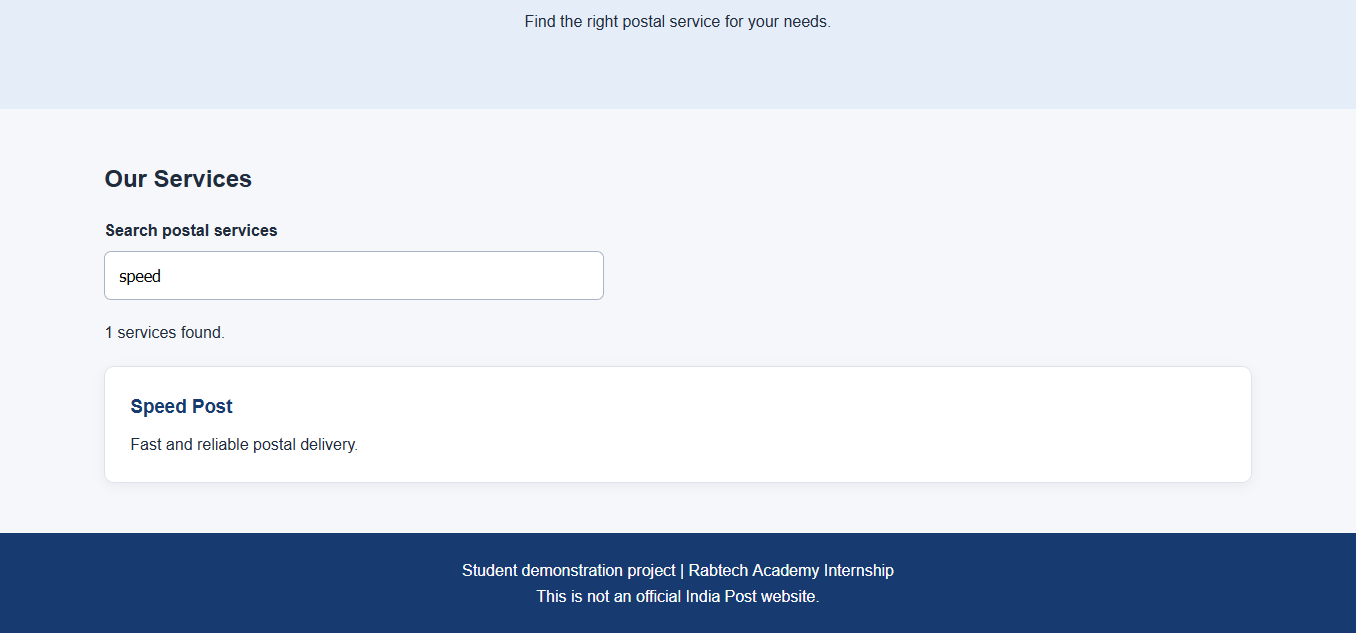 Find the right postal service for your needs.
Our Services
Search postal services
speed
1 services found.
Speed Post
Fast and reliable postal delivery.
Student demonstration project | Rabtech Academy Internship
This is not an official India Post website.